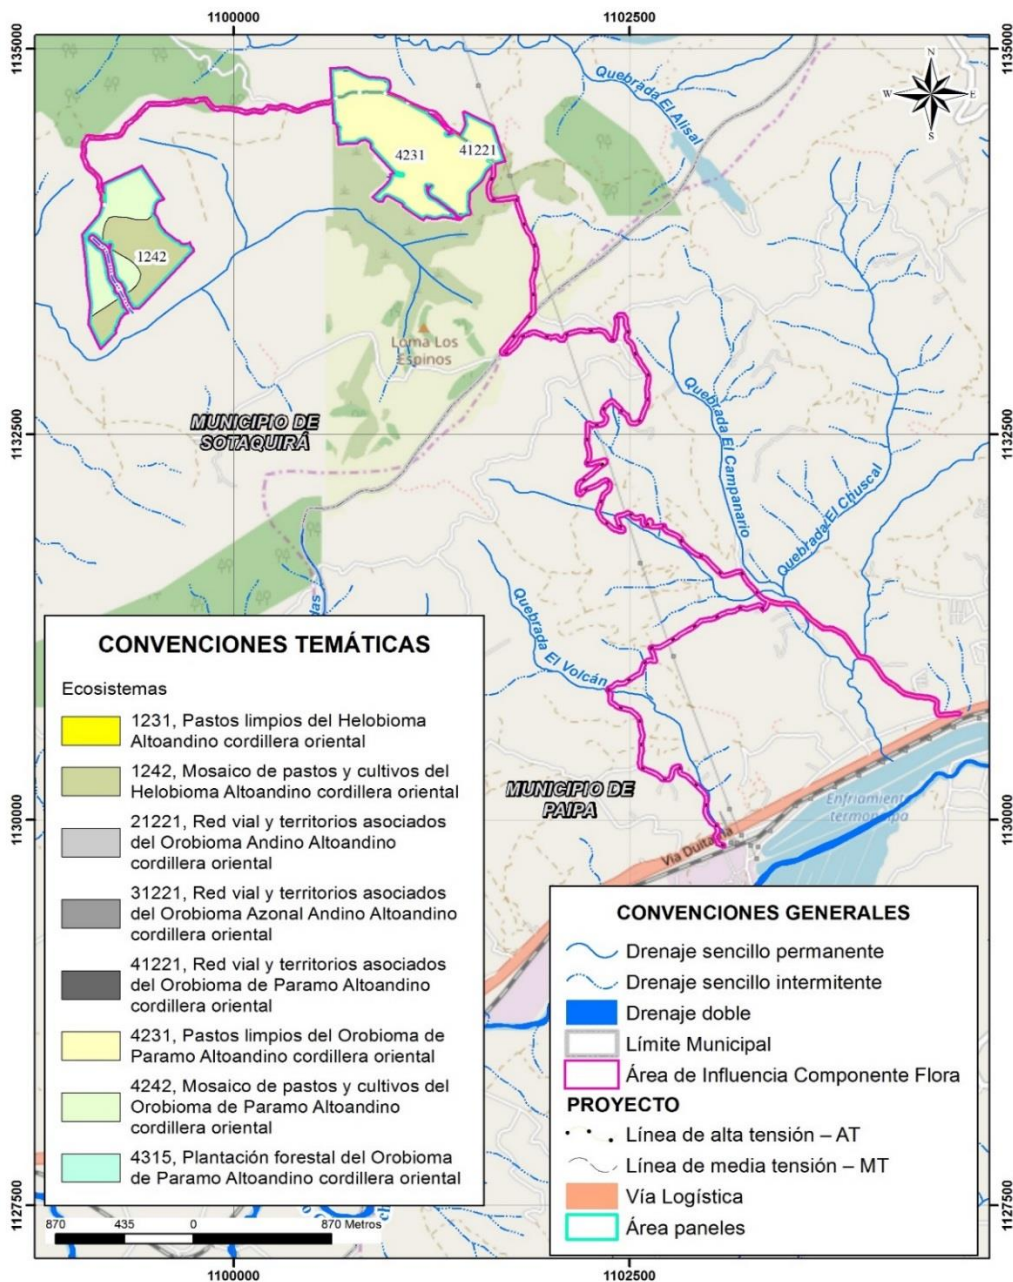 1100000
1102500
1135000
1135000
N
W
E
S
Quebrada El Alisal
4231
41221
1242
Loma Los
Espinos
MUNICIPIO DE
SOTAQUIRÁ
1132500
1132500
Quebrada El Campanario
Quebrada El Chuscal
Quebrada El Volcán
MUNICIPIO DE
PAIPA
Enfriamiento
termopaipa
1130000
1130000
CONVENCIONES TEMÁTICAS
Ecosistemas
1231, Pastos limpios del Helobioma
Altoandino cordillera oriental
1242, Mosaico de pastos y cultivos del
Helobioma Altoandino cordillera oriental
21221, Red vial y territorios asociados
del Orobioma Andino Altoandino
cordillera oriental
31221, Red vial y territorios asociados
del Orobioma Azonal Andino Altoandino
cordillera oriental
41221, Red vial y territorios asociados
del Orobioma de Paramo Altoandino
cordillera oriental
4231, Pastos limpios del Orobioma de
Paramo Altoandino cordillera oriental
4242, Mosaico de pastos y cultivos del
Orobioma de Paramo Altoandino
cordillera oriental
4315, Plantación forestal del Orobioma
de Paramo Altoandino cordillera oriental
CONVENCIONES GENERALES
Drenaje sencillo permanente
Drenaje sencillo intermitente
Drenaje doble
Límite Municipal
Área de Influencia Componente Flora
PROYECTO
Línea de alta tensión – AT
Línea de media tensión – MT
Vía Logística
Área paneles
1127500
1127500
870 435 0 870 Metros
1100000
1102500